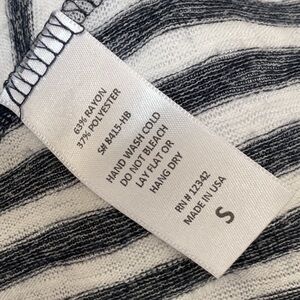 63% RAYON
37% POLYESTER
S# 8413-HB
HAND WASH COLD
DO NOT BLEACH
LAY FLAT OR
HANG DRY
RN # 12342
MADE IN USA
S